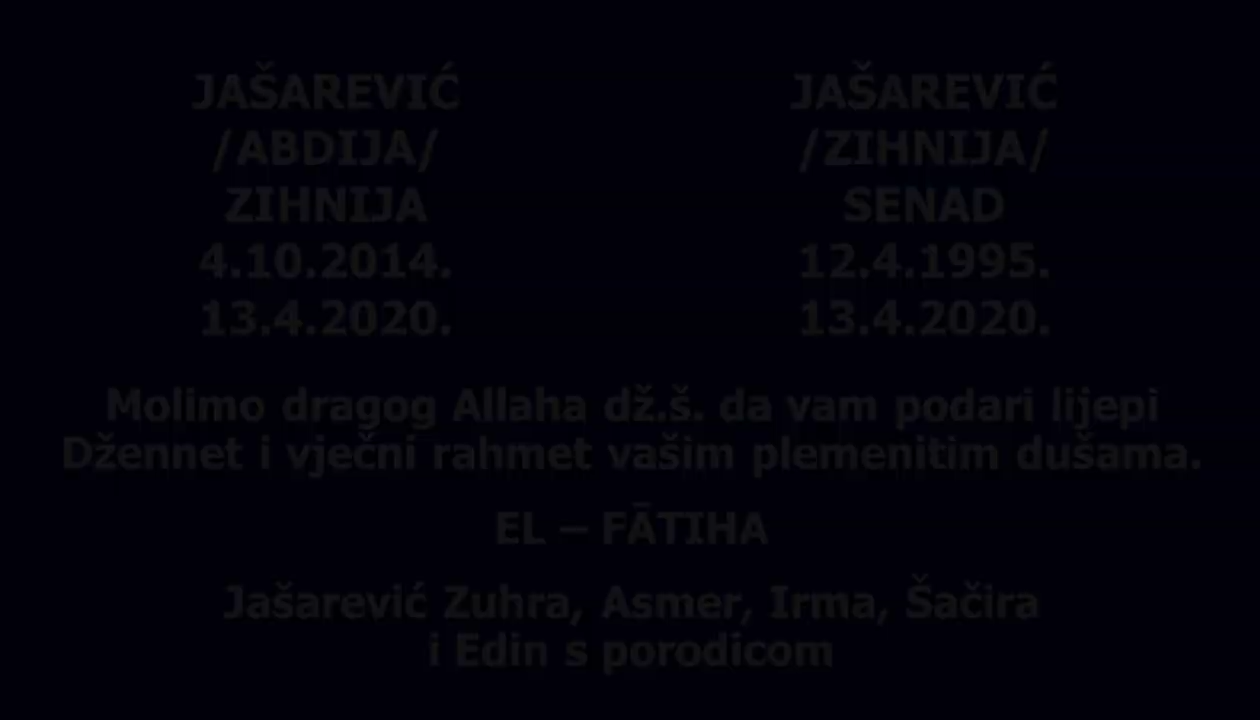 JAŠAREVIĆ
/ABDIJA/
ZIHNIJA
4.10.2014.
13.4.2020.
JAŠAREVIĆ
/ZIHNIJA/
SENAD
12.4.1995.
13.4.2020.
Molimo dragog Allaha dž.š. da vam podari lijepi
Džennet i vječni rahmet vašim plemenitim dušama.
EL – FĀTIHA
Jašarević Zuhra, Asmer, Irma, Šaćira
i Edin s porodicom